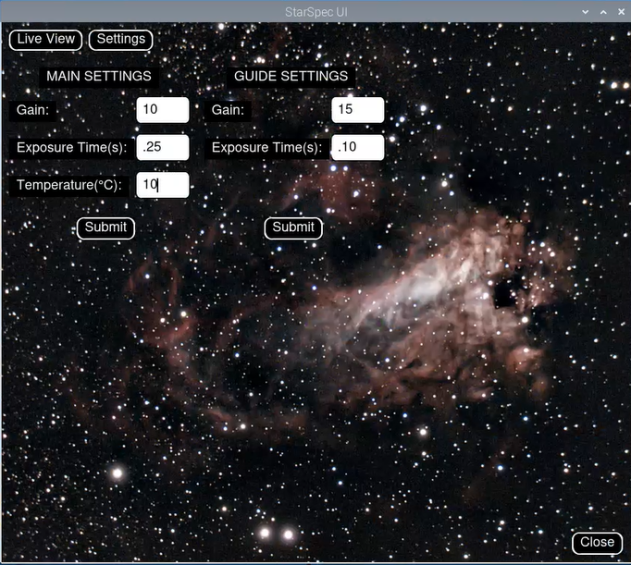 StarSpec UI
Live View Settings
MAIN SETTINGS GUIDE SETTINGS
Gain: 10 Gain: 15
Exposure Time(s): .25 Exposure Time(s): .10
Temperature(°C): 10
Submit Submit
Close